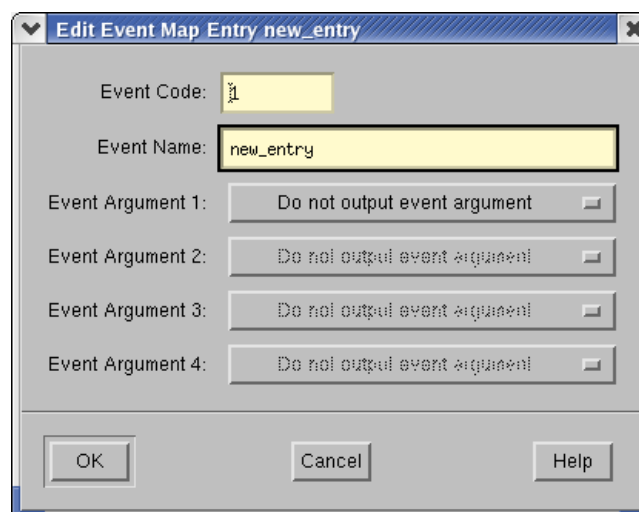 Edit Event Map Entry new_entry
Event Code: 1
Event Name: new_entry
Event Argument 1: Do not output event argument
Event Argument 2: Do not output event argument
Event Argument 3: Do not output event argument
Event Argument 4: Do not output event argument
OK Cancel Help